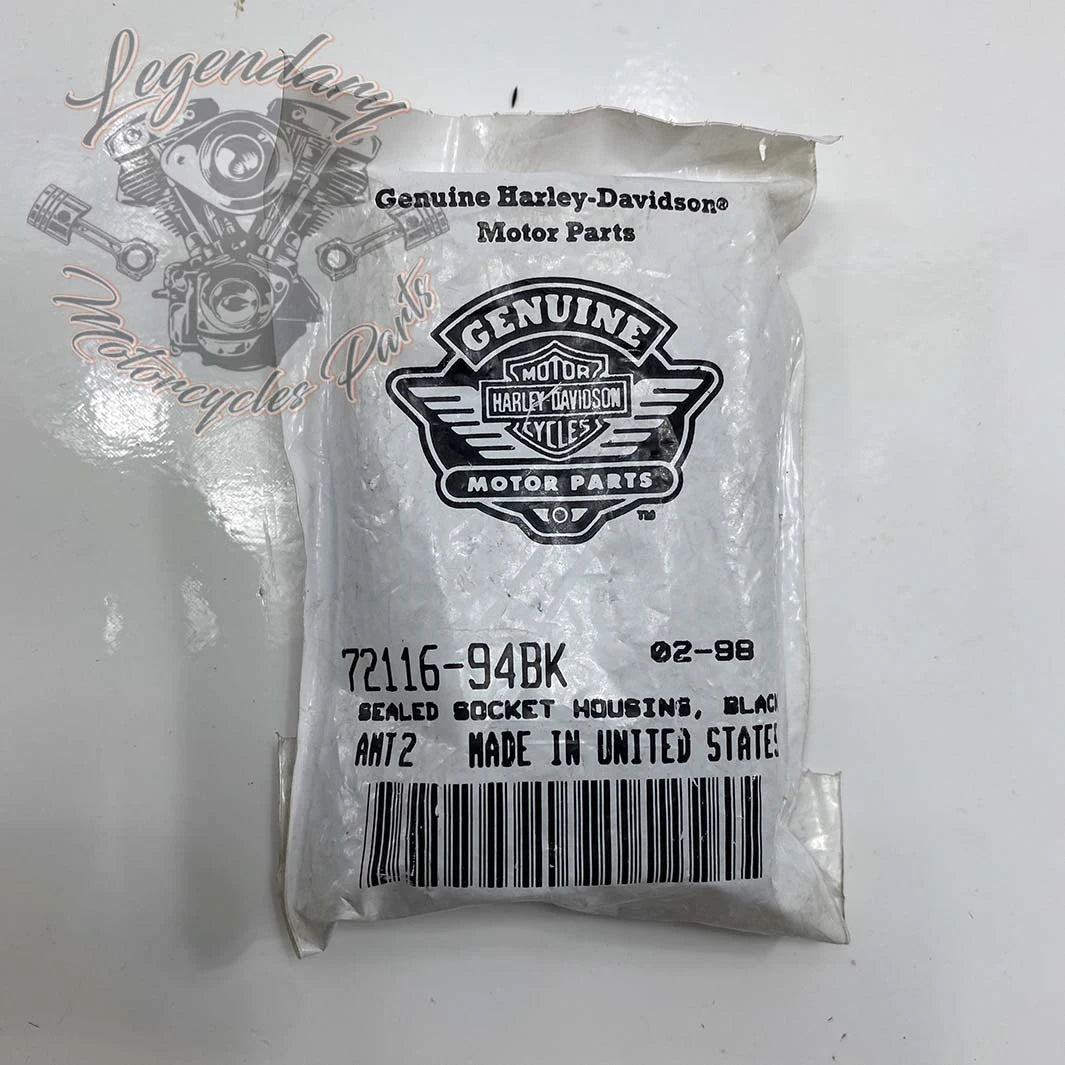 Legendary
Motorcycles Parts
Genuine Harley-Davidson®
Motor Parts
GENUINE
MOTOR
HARLEY-DAVIDSON
CYCLES
MOTOR PARTS
TM
72116-94BK 02-98
SEALED SOCKET HOUSING, BLACK
AMT2 MADE IN UNITED STATES